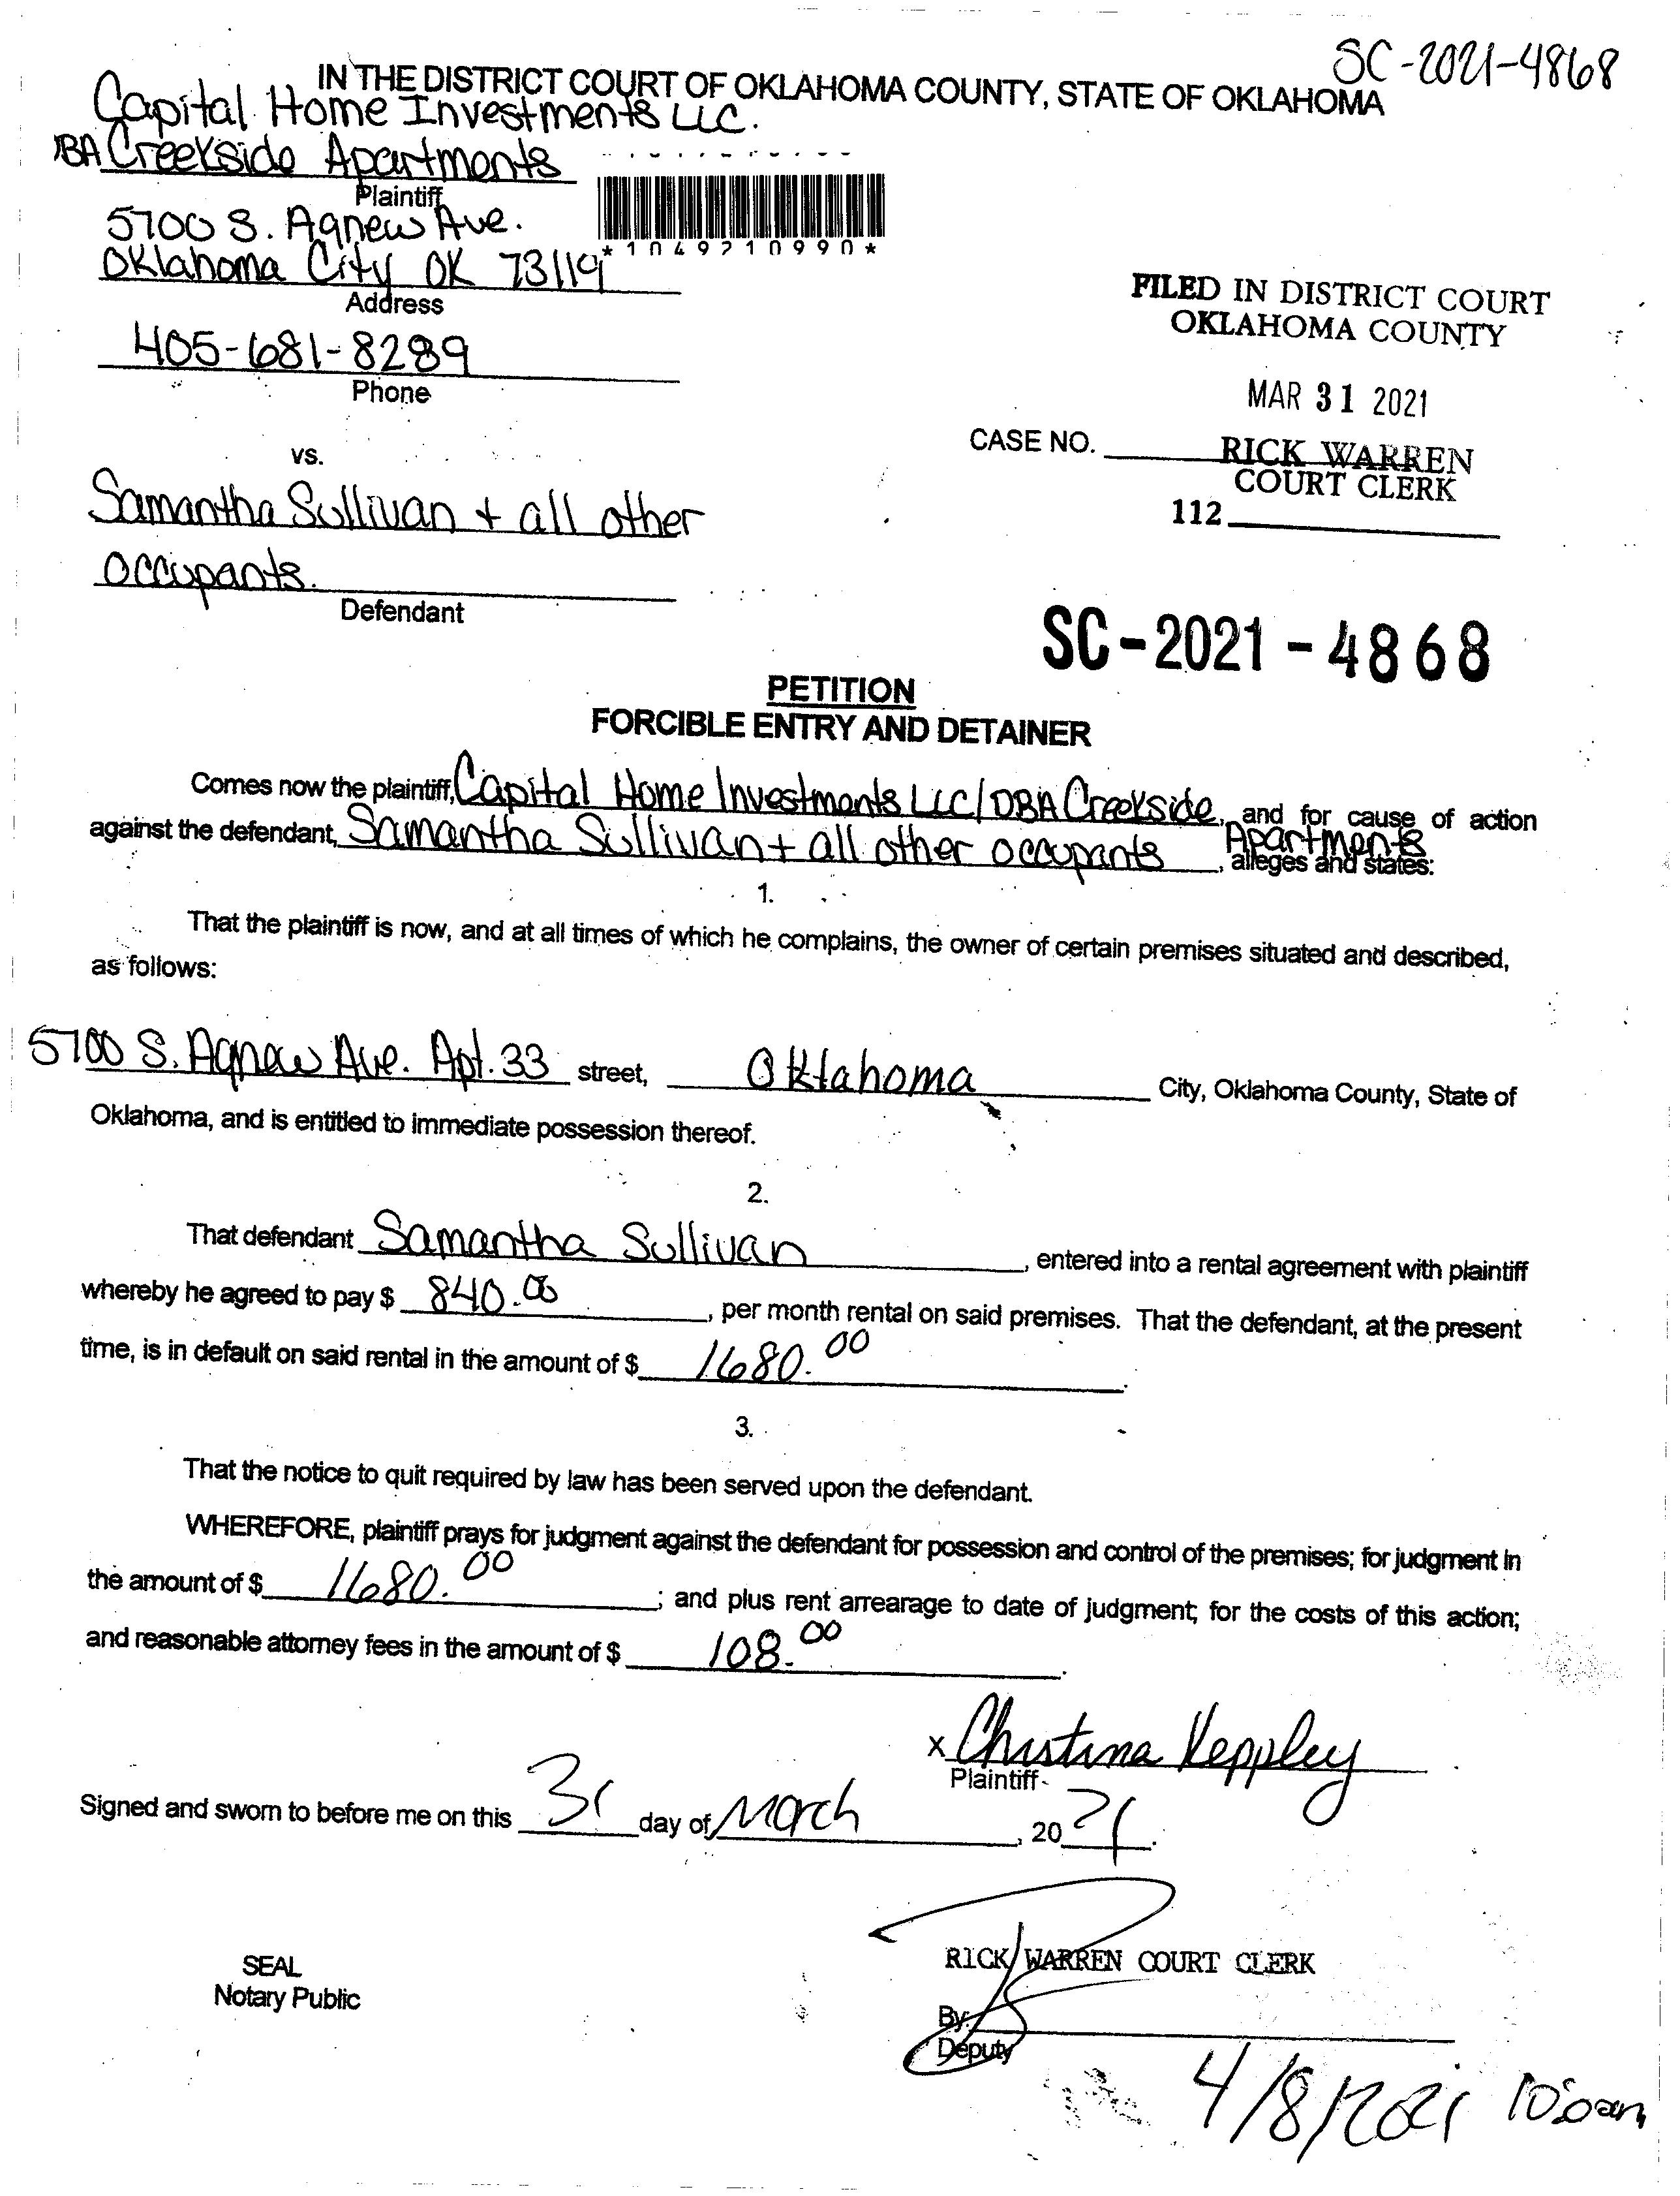 SC-2021-4868
IN THE DISTRICT COURT OF OKLAHOMA COUNTY, STATE OF OKLAHOMA
Capital Home Investments LLC.
DBA Creekside Apartments
Plaintiff
5700 S. Agnew Ave.
Oklahoma City OK 73119
Address
*1049210990*
405-681-8289
Phone
FILED IN DISTRICT COURT
OKLAHOMA COUNTY
MAR 31 2021
CASE NO.
RICK WARREN
COURT CLERK
112
vs.
Samantha Sullivan + all other
occupants.
Defendant
SC-2021-4868
PETITION
FORCIBLE ENTRY AND DETAINER
Comes now the plaintiff, Capital Home Investments LLC/DBA Creekside, and for cause of action
Apartments
against the defendant, Samantha Sullivan + all other occupants, alleges and states:
1.
That the plaintiff is now, and at all times of which he complains, the owner of certain premises situated and described,
as follows:
5700 S. Agnew Ave. Apt. 33 street, Oklahoma City, Oklahoma County, State of
Oklahoma, and is entitled to immediate possession thereof.
2.
That defendant Samantha Sullivan, entered into a rental agreement with plaintiff
whereby he agreed to pay $ 840.00, per month rental on said premises. That the defendant, at the present
time, is in default on said rental in the amount of $ 1680.00.
3.
That the notice to quit required by law has been served upon the defendant.
WHEREFORE, plaintiff prays for judgment against the defendant for possession and control of the premises; for judgment in
the amount of $ 1680.00; and plus rent arrearage to date of judgment; for the costs of this action;
and reasonable attorney fees in the amount of $ 108.00.
x Christina Keppley
Plaintiff
Signed and sworn to before me on this 31 day of March, 2021.
SEAL
Notary Public
RICK WARREN COURT CLERK
By:
Deputy
4/8/2021 10:00am